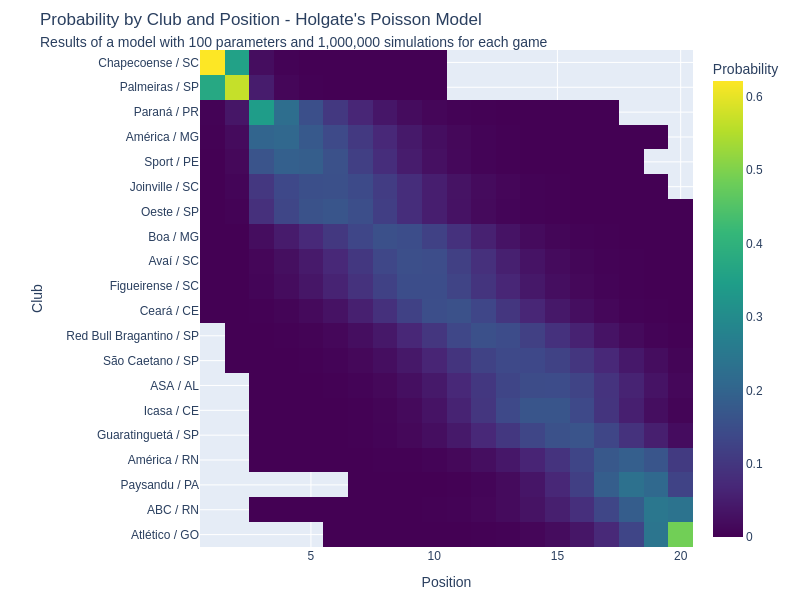 Probability by Club and Position - Holgate's Poisson Model
Results of a model with 100 parameters and 1,000,000 simulations for each game
Probability
Chapecoense / SC
Palmeiras / SP
Paraná / PR
América / MG
Sport / PE
Joinville / SC
Oeste / SP
Boa / MG
Avaí / SC
Figueirense / SC
Ceará / CE
Red Bull Bragantino / SP
São Caetano / SP
ASA / AL
Icasa / CE
Guaratinguetá / SP
América / RN
Paysandu / PA
ABC / RN
Atlético / GO
Club
5
10
15
20
Position
0.6
0.5
0.4
0.3
0.2
0.1
0